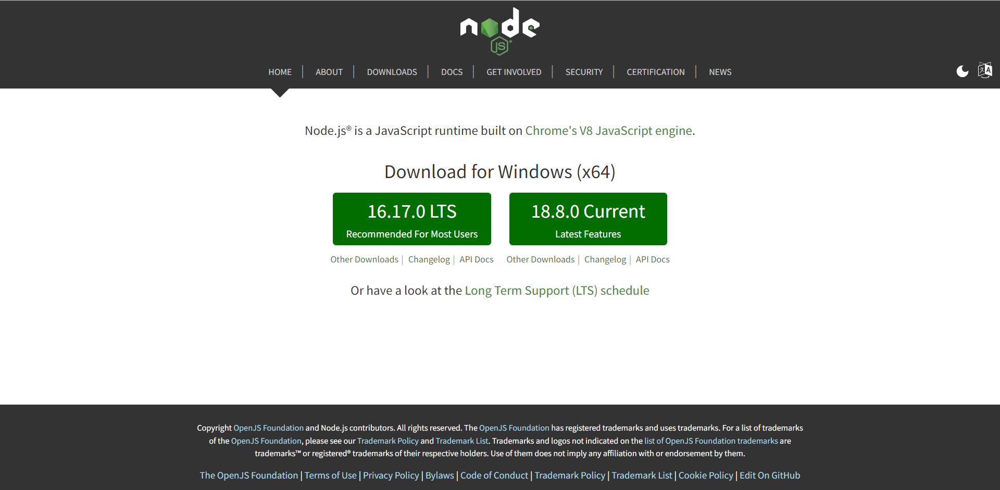 node
JS®
HOME | ABOUT | DOWNLOADS | DOCS | GET INVOLVED | SECURITY | CERTIFICATION | NEWS
Node.js® is a JavaScript runtime built on Chrome's V8 JavaScript engine.
Download for Windows (x64)
16.17.0 LTS
Recommended For Most Users
18.8.0 Current
Latest Features
Other Downloads | Changelog | API Docs
Other Downloads | Changelog | API Docs
Or have a look at the Long Term Support (LTS) schedule
Copyright OpenJS Foundation and Node.js contributors. All rights reserved. The OpenJS Foundation has registered trademarks and uses trademarks. For a list of trademarks
of the OpenJS Foundation, please see our Trademark Policy and Trademark List. Trademarks and logos not indicated on the list of OpenJS Foundation trademarks are
trademarks™ or registered® trademarks of their respective holders. Use of them does not imply any affiliation with or endorsement by them.
The OpenJS Foundation | Terms of Use | Privacy Policy | Bylaws | Code of Conduct | Trademark Policy | Trademark List | Cookie Policy | Edit On GitHub